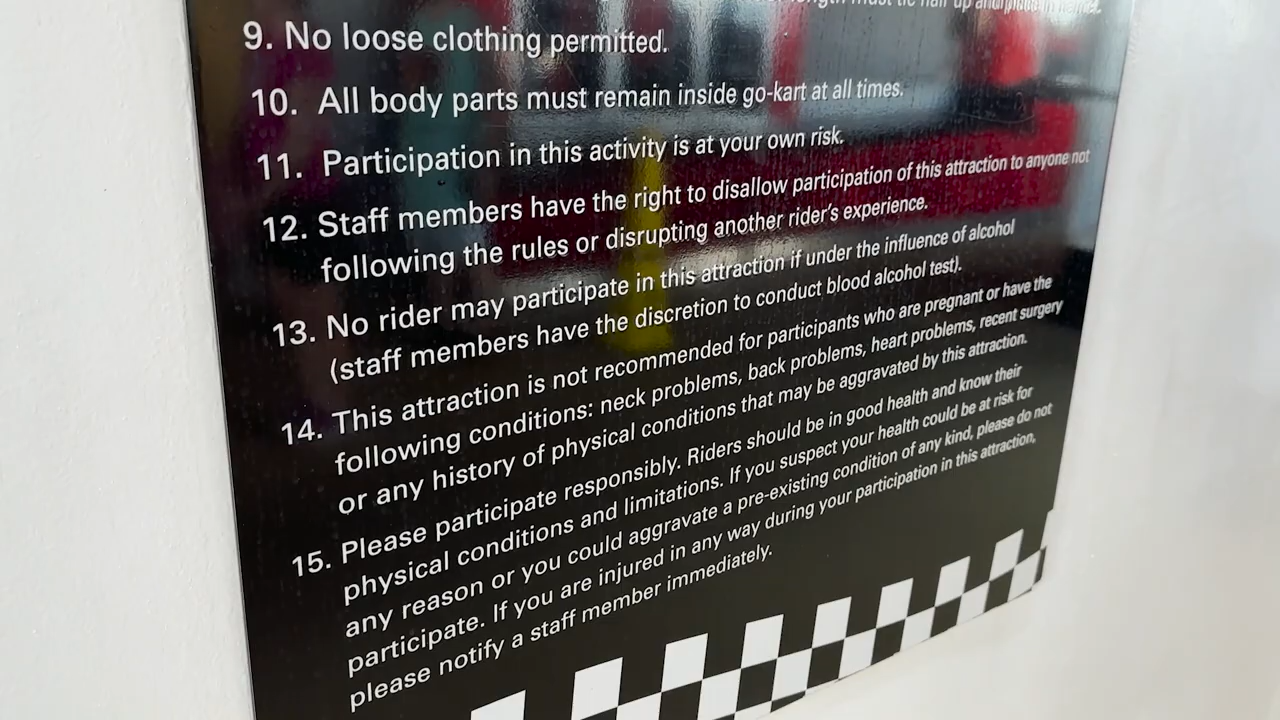 length must tie hair up and
9. No loose clothing permitted.
10. All body parts must remain inside go-kart at all times.
11. Participation in this activity is at your own risk.
12. Staff members have the right to disallow participation of this attraction to anyone not
following the rules or disrupting another rider's experience.
13. No rider may participate in this attraction if under the influence of alcohol
(staff members have the discretion to conduct blood alcohol test).
14. This attraction is not recommended for participants who are pregnant or have the
following conditions: neck problems, back problems, heart problems, recent surgery
or any history of physical conditions that may be aggravated by this attraction.
15. Please participate responsibly. Riders should be in good health and know their
physical conditions and limitations. If you suspect your health could be at risk for
any reason or you could aggravate a pre-existing condition of any kind, please do not
participate. If you are injured in any way during your participation in this attraction,
please notify a staff member immediately.